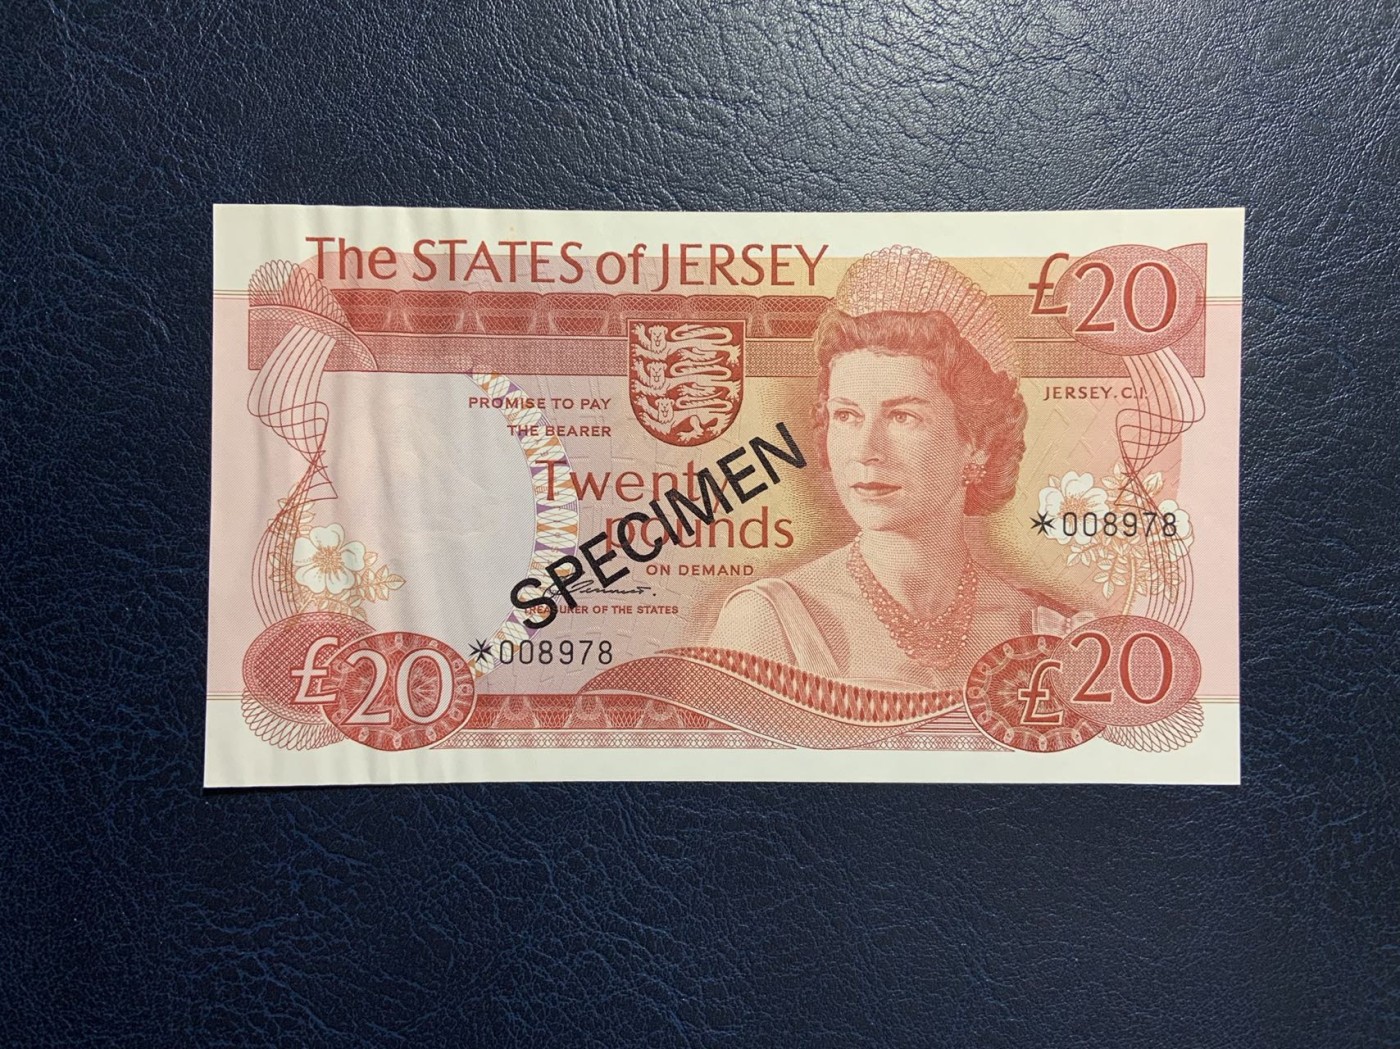 The STATES of JERSEY
£20
PROMISE TO PAY
THE BEARER
JERSEY. C.I.
Twenty
pounds
SPECIMEN
008978
ON DEMAND
TREASURER OF THE STATES
008978
£20
£20